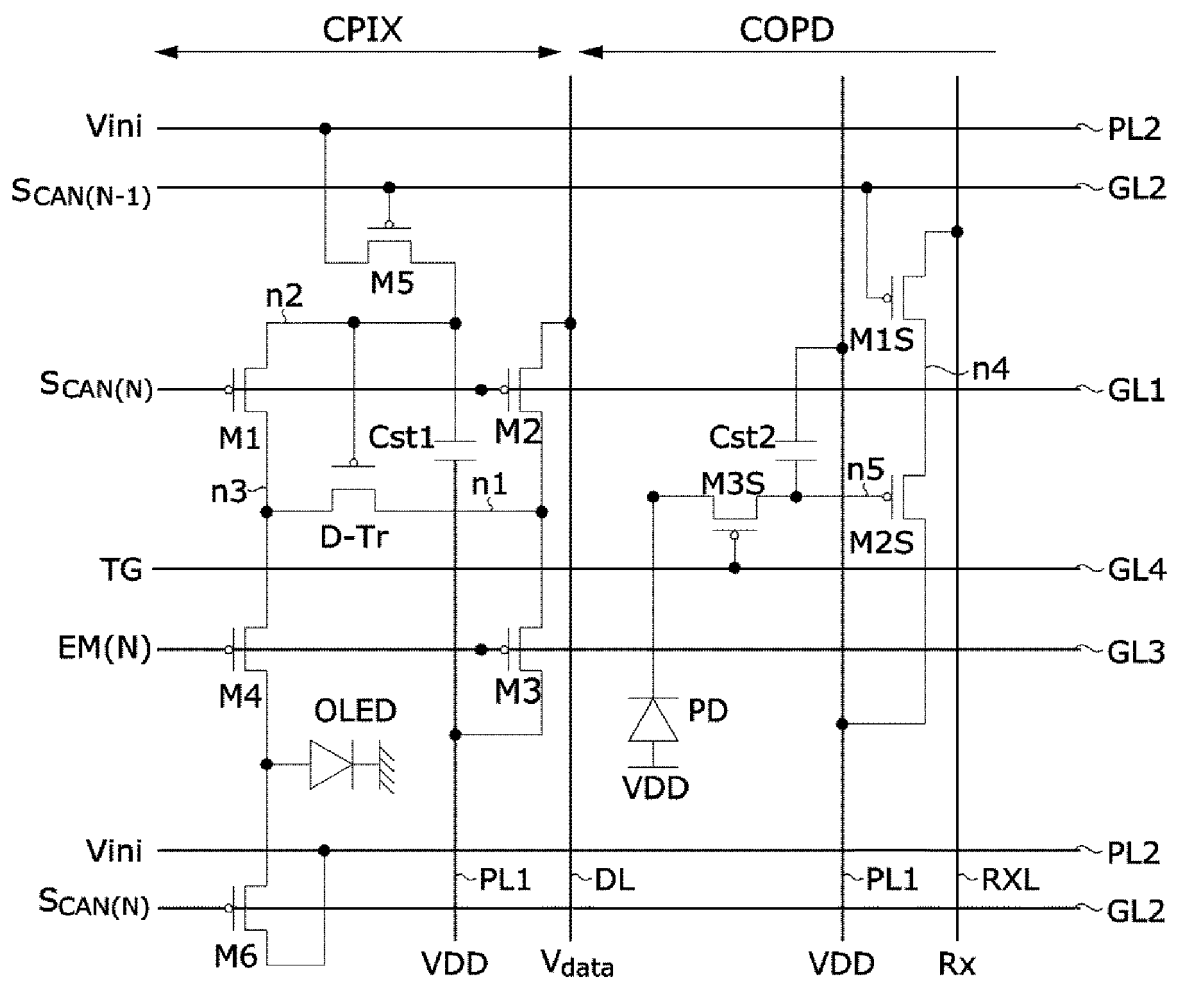 CPIX COPD
Vini PL2
SCAN(N-1) GL2
M5
n2
M1S
n4
SCAN(N) GL1
M1 Cst1 M2 Cst2
M3S n5
n3 n1
D-Tr M2S
TG GL4
EM(N) GL3
M4 M3
OLED PD
VDD
Vini PL2
PL1 DL PL1 RXL
SCAN(N) GL2
M6
VDD Vdata VDD Rx